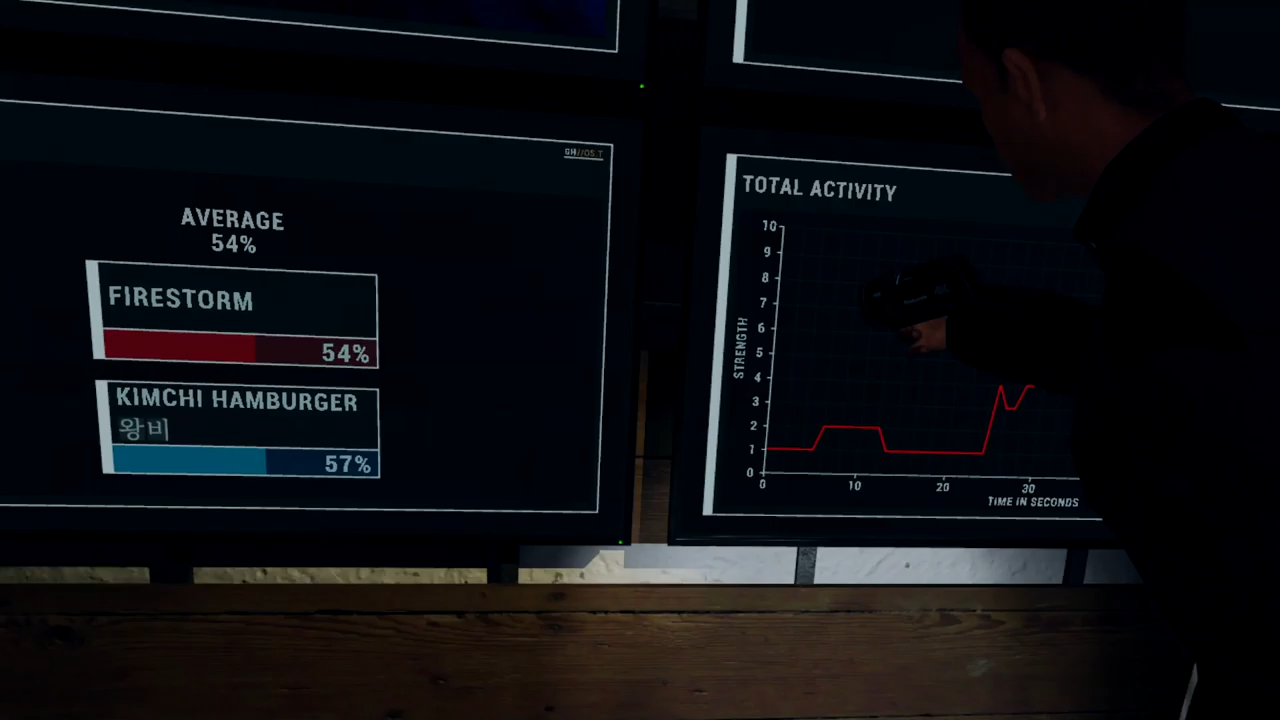 GH//OS.T
AVERAGE
54%
FIRESTORM
54%
KIMCHI HAMBURGER
왕비
57%
TOTAL ACTIVITY
STRENGTH
10
9
8
7
6
5
4
3
2
1
0
0 10 20 30
TIME IN SECONDS